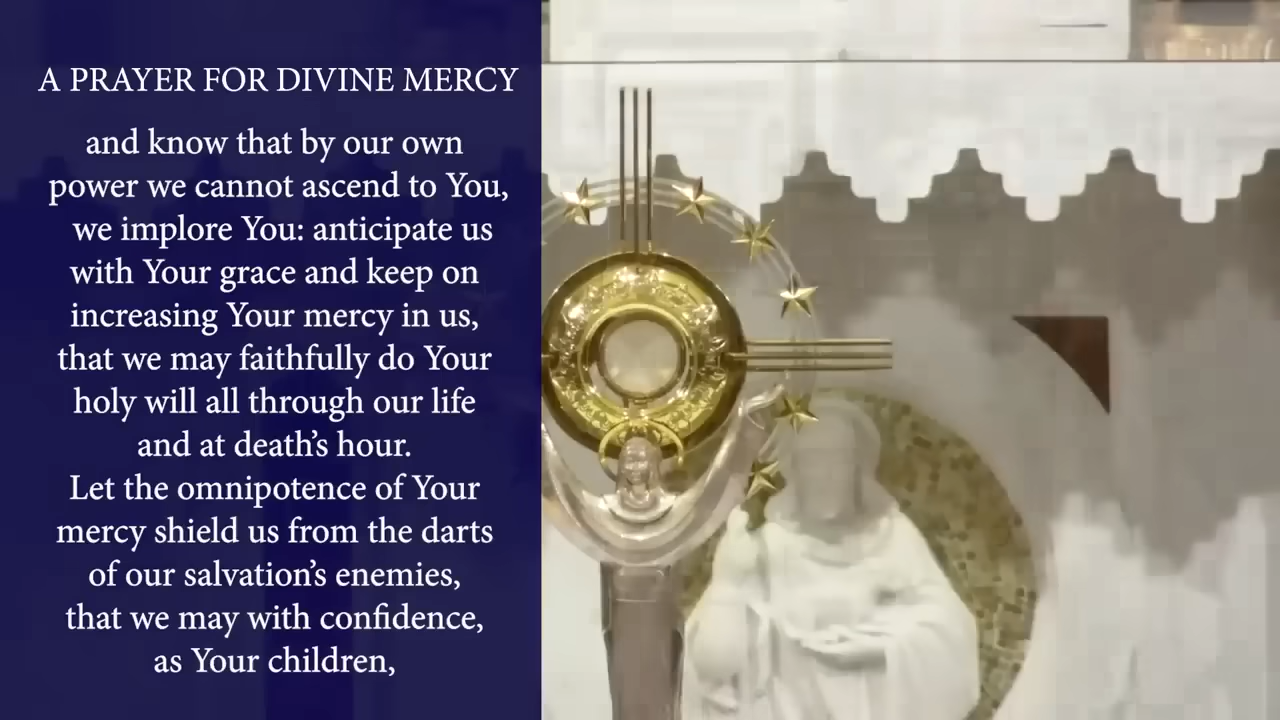 A PRAYER FOR DIVINE MERCY
and know that by our own
power we cannot ascend to You,
we implore You: anticipate us
with Your grace and keep on
increasing Your mercy in us,
that we may faithfully do Your
holy will all through our life
and at death’s hour.
Let the omnipotence of Your
mercy shield us from the darts
of our salvation’s enemies,
that we may with confidence,
as Your children,